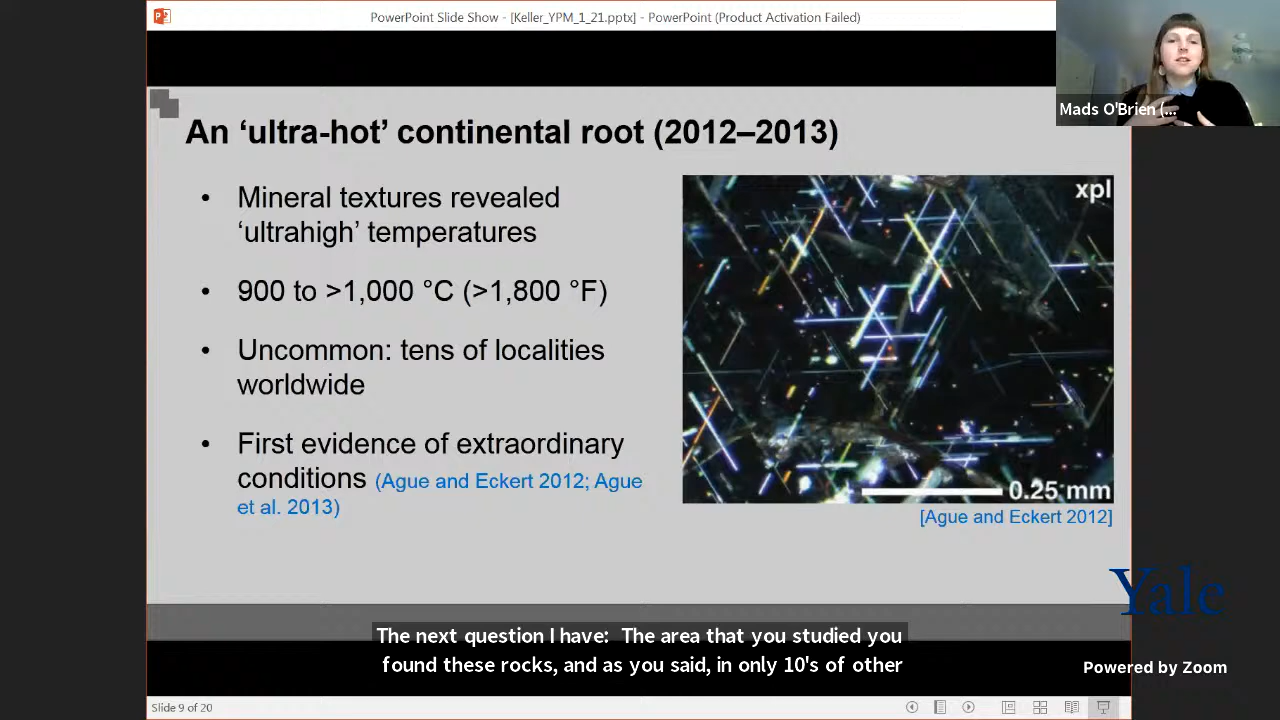 PowerPoint Slide Show - [Keller_YPM_1_21.pptx] - PowerPoint (Product Activation Failed)
Mads O'Brien (...
An ‘ultra-hot’ continental root (2012–2013)
• Mineral textures revealed
‘ultrahigh’ temperatures
• 900 to >1,000 °C (>1,800 °F)
• Uncommon: tens of localities
worldwide
• First evidence of extraordinary
conditions (Ague and Eckert 2012; Ague
et al. 2013)
xpl
0.25 mm
[Ague and Eckert 2012]
Yale
The next question I have:  The area that you studied you
found these rocks, and as you said, in only 10's of other
Powered by Zoom
Slide 9 of 20